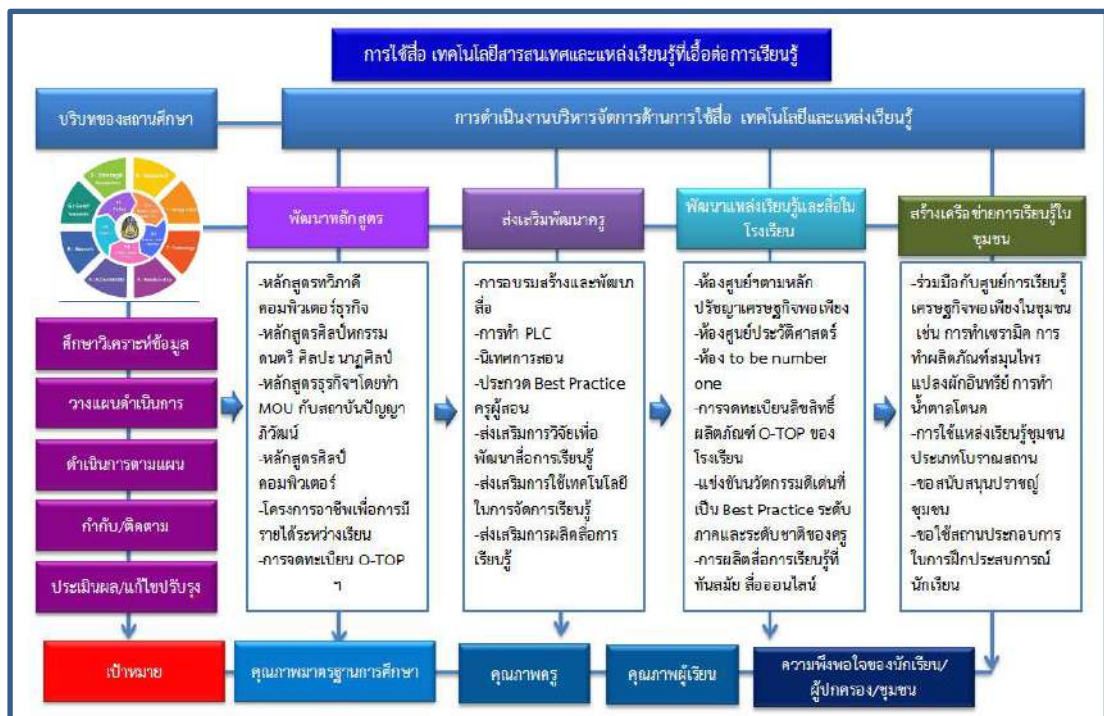 การใช้สื่อ เทคโนโลยีสารสนเทศและแหล่งเรียนรู้ที่เอื้อต่อการเรียนรู้
บริบทของสถานศึกษา
การดำเนินงานบริหารจัดการด้านการใช้สื่อ เทคโนโลยีและแหล่งเรียนรู้
ศึกษาวิเคราะห์ข้อมูล
วางแผนดำเนินการ
ดำเนินการตามแผน
กำกับ/ติดตาม
ประเมินผล/แก้ไขปรับรุง
พัฒนาหลักสูตร
-หลักสูตรทวิภาคี
คอมพิวเตอร์ธุรกิจ
-หลักสูตรศิลป์หกรรม
ดนตรี ศิลปะ นาฏศิลป์
-หลักสูตรธุรกิจฯโดยทำ
MOU กับสถาบันปัญญา
ภิวัฒน์
-หลักสูตรศิลป์
คอมพิวเตอร์
-โครงการอาชีพเพื่อการมี
รายได้ระหว่างเรียน
-การจดทะเบียน O-TOP
ฯ
ส่งเสริมพัฒนาครู
-การอบรมสร้างและพัฒนา
สื่อ
-การทำ PLC
-นิเทศการสอน
-ประกวด Best Practice
ครูผู้สอน
-ส่งเสริมการวิจัยเพื่อ
พัฒนาสื่อการเรียนรู้
-ส่งเสริมการใช้เทคโนโลยี
ในการจัดการเรียนรู้
-ส่งเสริมการผลิตสื่อการ
เรียนรู้
พัฒนาแหล่งเรียนรู้และสื่อใน
โรงเรียน
-ห้องศูนย์ฯตามหลัก
ปรัชญาเศรษฐกิจพอเพียง
-ห้องศูนย์ประวัติศาสตร์
-ห้อง to be number
one
-การจดทะเบียนลิขสิทธิ์
ผลิตภัณฑ์ O-TOP ของ
โรงเรียน
-แข่งขันนวัตกรรมดีเด่นที่
เป็น Best Practice ระดับ
ภาคและระดับชาติของครู
-การผลิตสื่อการเรียนรู้ที่
ทันสมัย สื่อออนไลน์
สร้างเครือข่ายการเรียนรู้ใน
ชุมชน
-ร่วมมือกับศูนย์การเรียนรู้
เศรษฐกิจพอเพียงในชุมชน
เช่น การทำเซรามิค การ
ทำผลิตภัณฑ์สมุนไพร
แปลงผักอินทรีย์ การทำ
น้ำตาลโตนด
-การใช้แหล่งเรียนรู้ชุมชน
ประเภทโบราณสถาน
-ขอสนับสนุนปราชญ์
ชุมชน
-ขอใช้สถานประกอบการ
ในการฝึกประสบการณ์
นักเรียน
เป้าหมาย
คุณภาพมาตรฐานการศึกษา
คุณภาพครู
คุณภาพผู้เรียน
ความพึงพอใจของนักเรียน/
ผู้ปกครอง/ชุมชน